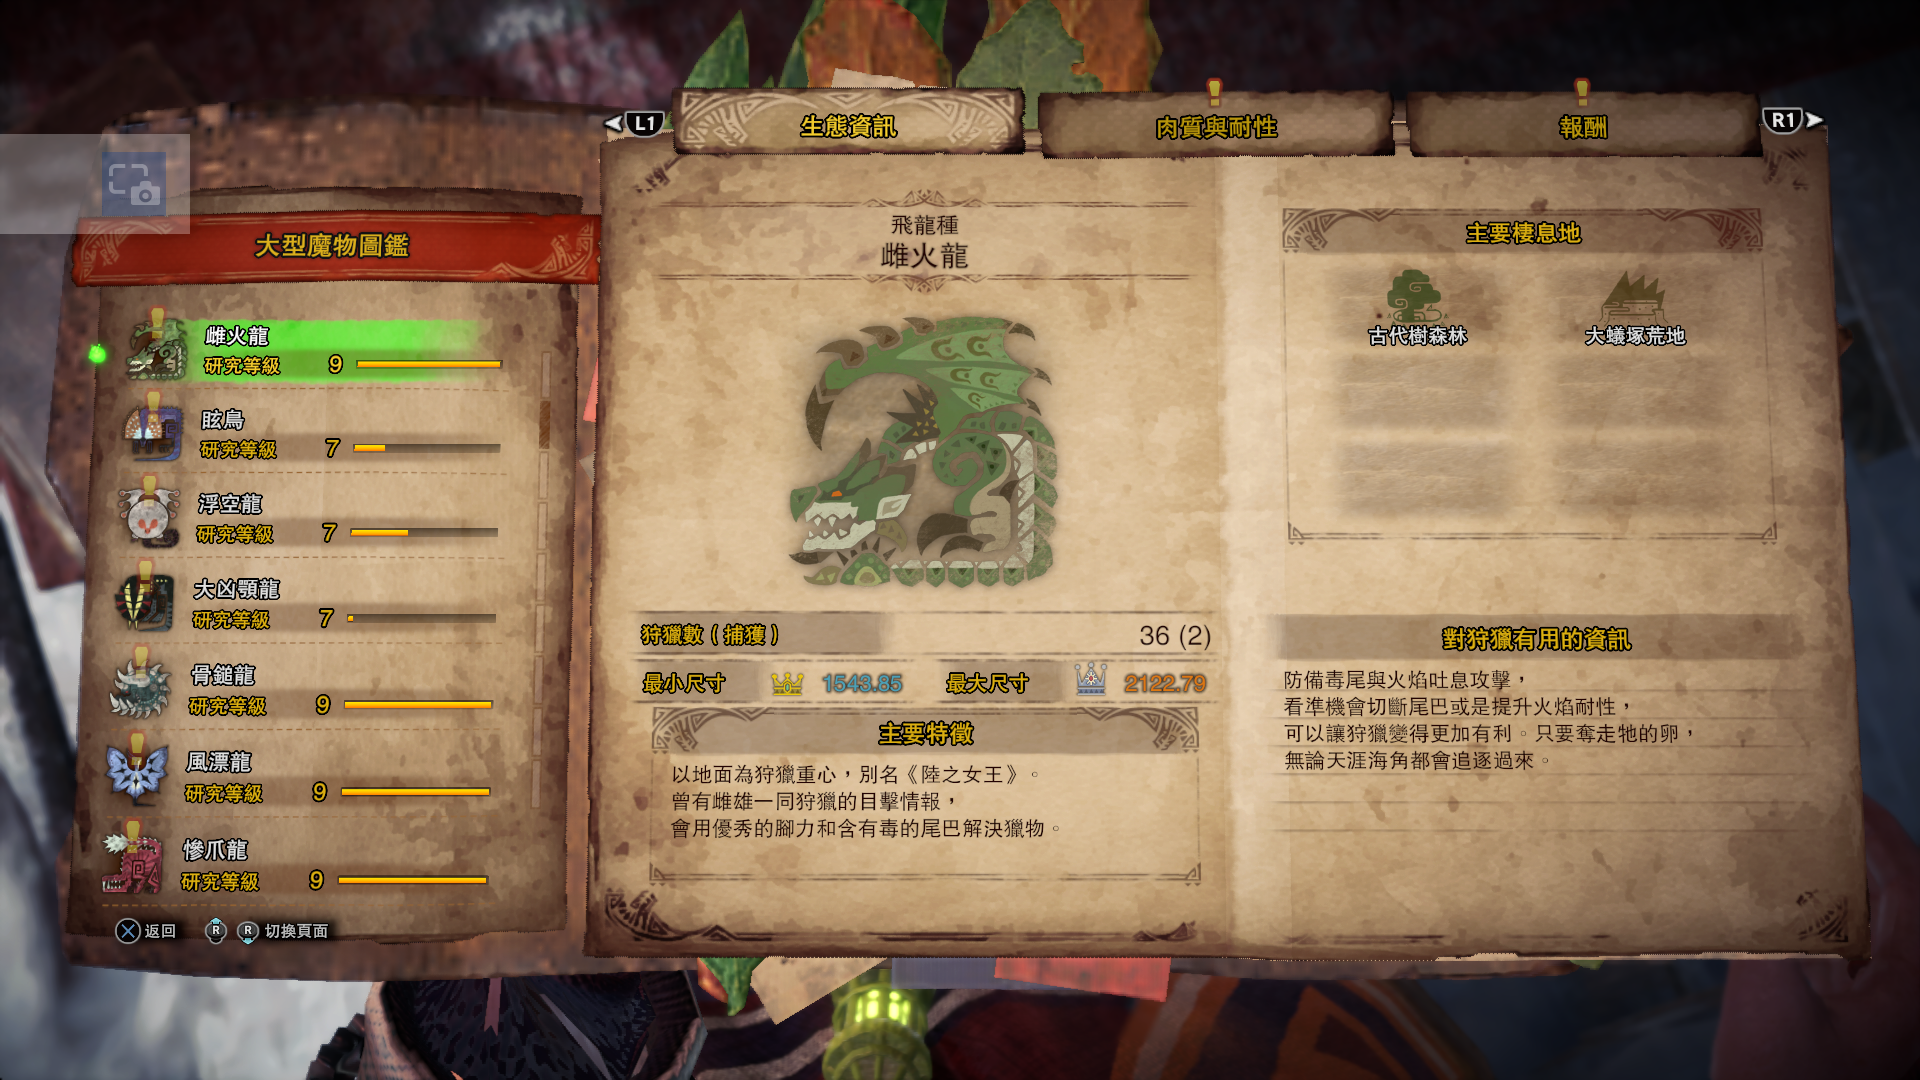 L1
生態資訊
肉質與耐性
報酬
R1
大型魔物圖鑑
雌火龍
研究等級 9
眩鳥
研究等級 7
浮空龍
研究等級 7
大凶顎龍
研究等級 7
骨鎚龍
研究等級 9
風漂龍
研究等級 9
慘爪龍
研究等級 9
返回 R R 切換頁面
飛龍種
雌火龍
狩獵數(捕獲) 36 (2)
最小尺寸 1543.85 最大尺寸 2122.79
主要特徵
以地面為狩獵重心,別名《陸之女王》。
曾有雌雄一同狩獵的目擊情報,
會用優秀的腳力和含有毒的尾巴解決獵物。
主要棲息地
古代樹森林 大蟻塚荒地
對狩獵有用的資訊
防備毒尾與火焰吐息攻擊,
看準機會切斷尾巴或是提升火焰耐性,
可以讓狩獵變得更加有利。只要奪走牠的卵,
無論天涯海角都會追逐過來。